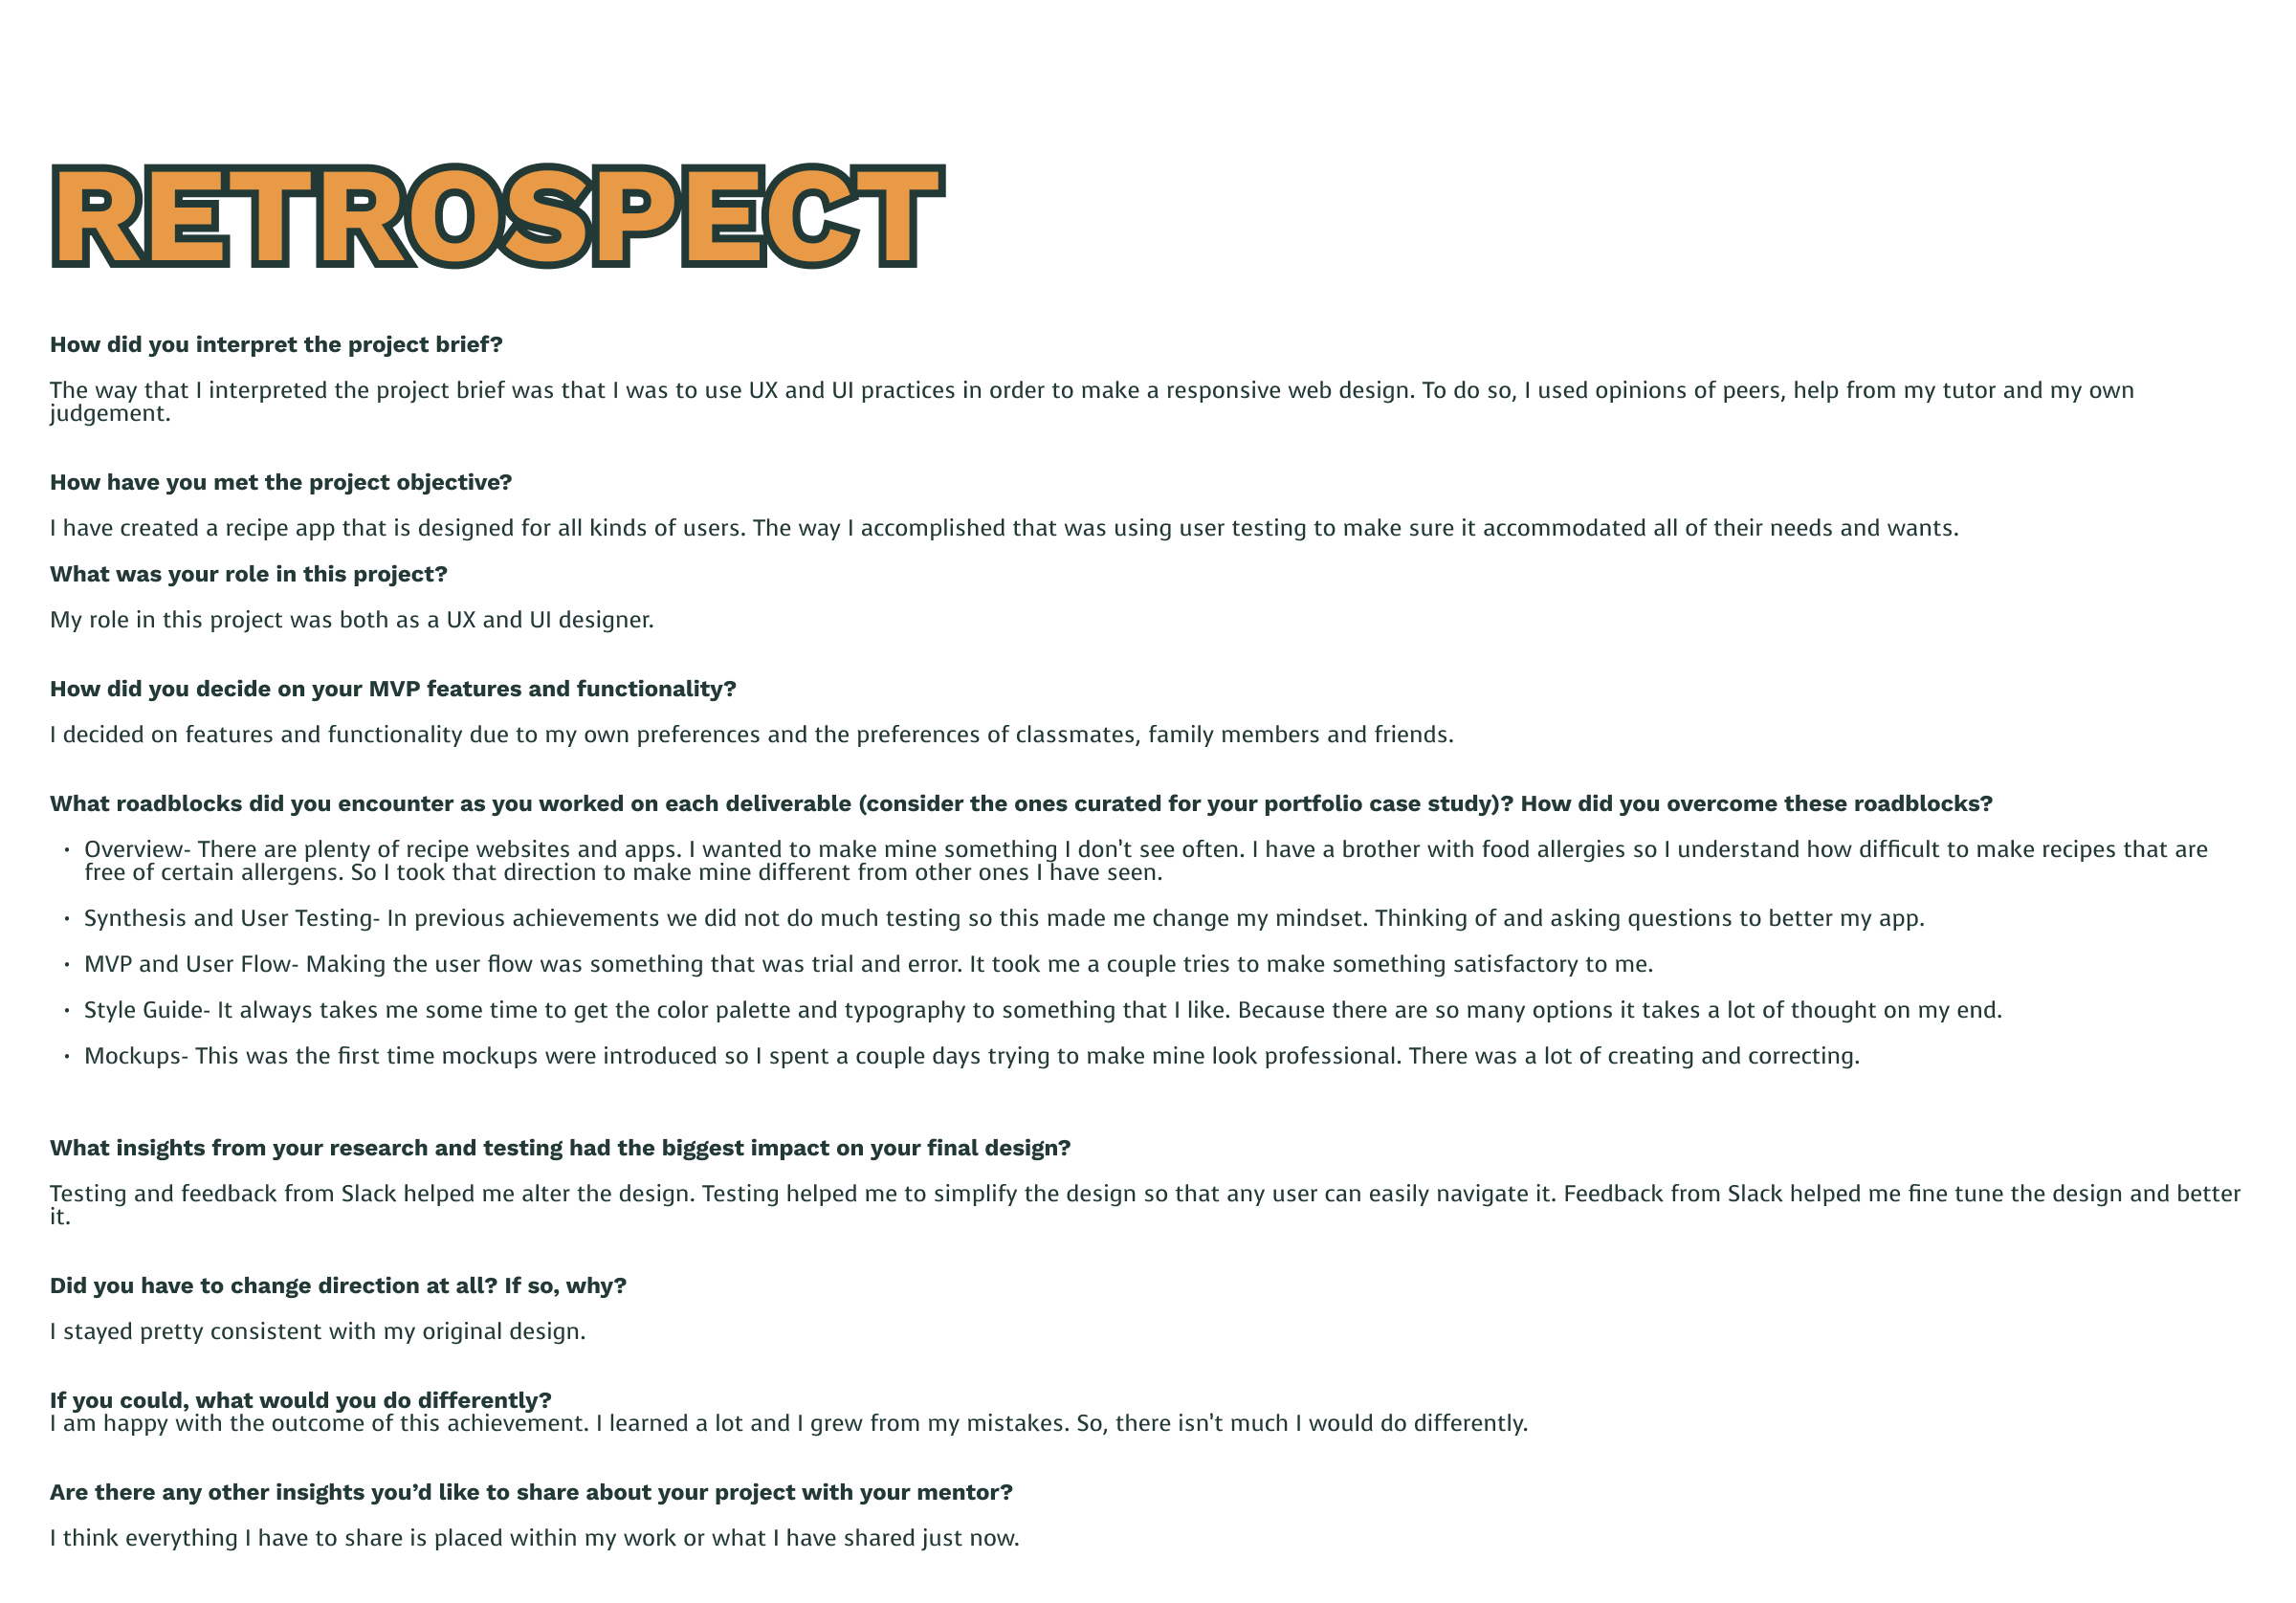 RETROSPECT
How did you interpret the project brief?
The way that I interpreted the project brief was that I was to use UX and UI practices in order to make a responsive web design. To do so, I used opinions of peers, help from my tutor and my own
judgement.
How have you met the project objective?
I have created a recipe app that is designed for all kinds of users. The way I accomplished that was using user testing to make sure it accommodated all of their needs and wants.
What was your role in this project?
My role in this project was both as a UX and UI designer.
How did you decide on your MVP features and functionality?
I decided on features and functionality due to my own preferences and the preferences of classmates, family members and friends.
What roadblocks did you encounter as you worked on each deliverable (consider the ones curated for your portfolio case study)? How did you overcome these roadblocks?
• Overview- There are plenty of recipe websites and apps. I wanted to make mine something I don’t see often. I have a brother with food allergies so I understand how difficult to make recipes that are
free of certain allergens. So I took that direction to make mine different from other ones I have seen.
• Synthesis and User Testing- In previous achievements we did not do much testing so this made me change my mindset. Thinking of and asking questions to better my app.
• MVP and User Flow- Making the user flow was something that was trial and error. It took me a couple tries to make something satisfactory to me.
• Style Guide- It always takes me some time to get the color palette and typography to something that I like. Because there are so many options it takes a lot of thought on my end.
• Mockups- This was the first time mockups were introduced so I spent a couple days trying to make mine look professional. There was a lot of creating and correcting.
What insights from your research and testing had the biggest impact on your final design?
Testing and feedback from Slack helped me alter the design. Testing helped me to simplify the design so that any user can easily navigate it. Feedback from Slack helped me fine tune the design and better
it.
Did you have to change direction at all? If so, why?
I stayed pretty consistent with my original design.
If you could, what would you do differently?
I am happy with the outcome of this achievement. I learned a lot and I grew from my mistakes. So, there isn’t much I would do differently.
Are there any other insights you’d like to share about your project with your mentor?
I think everything I have to share is placed within my work or what I have shared just now.